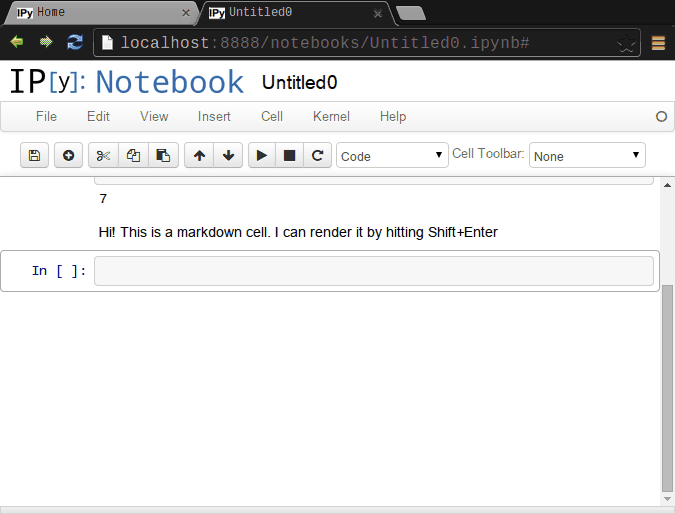 IPy Home
IPy Untitled0
localhost:8888/notebooks/Untitled0.ipynb#
IP[y]: Notebook Untitled0
File Edit View Insert Cell Kernel Help
Code Cell Toolbar: None
7
Hi! This is a markdown cell. I can render it by hitting Shift+Enter
In [ ]: